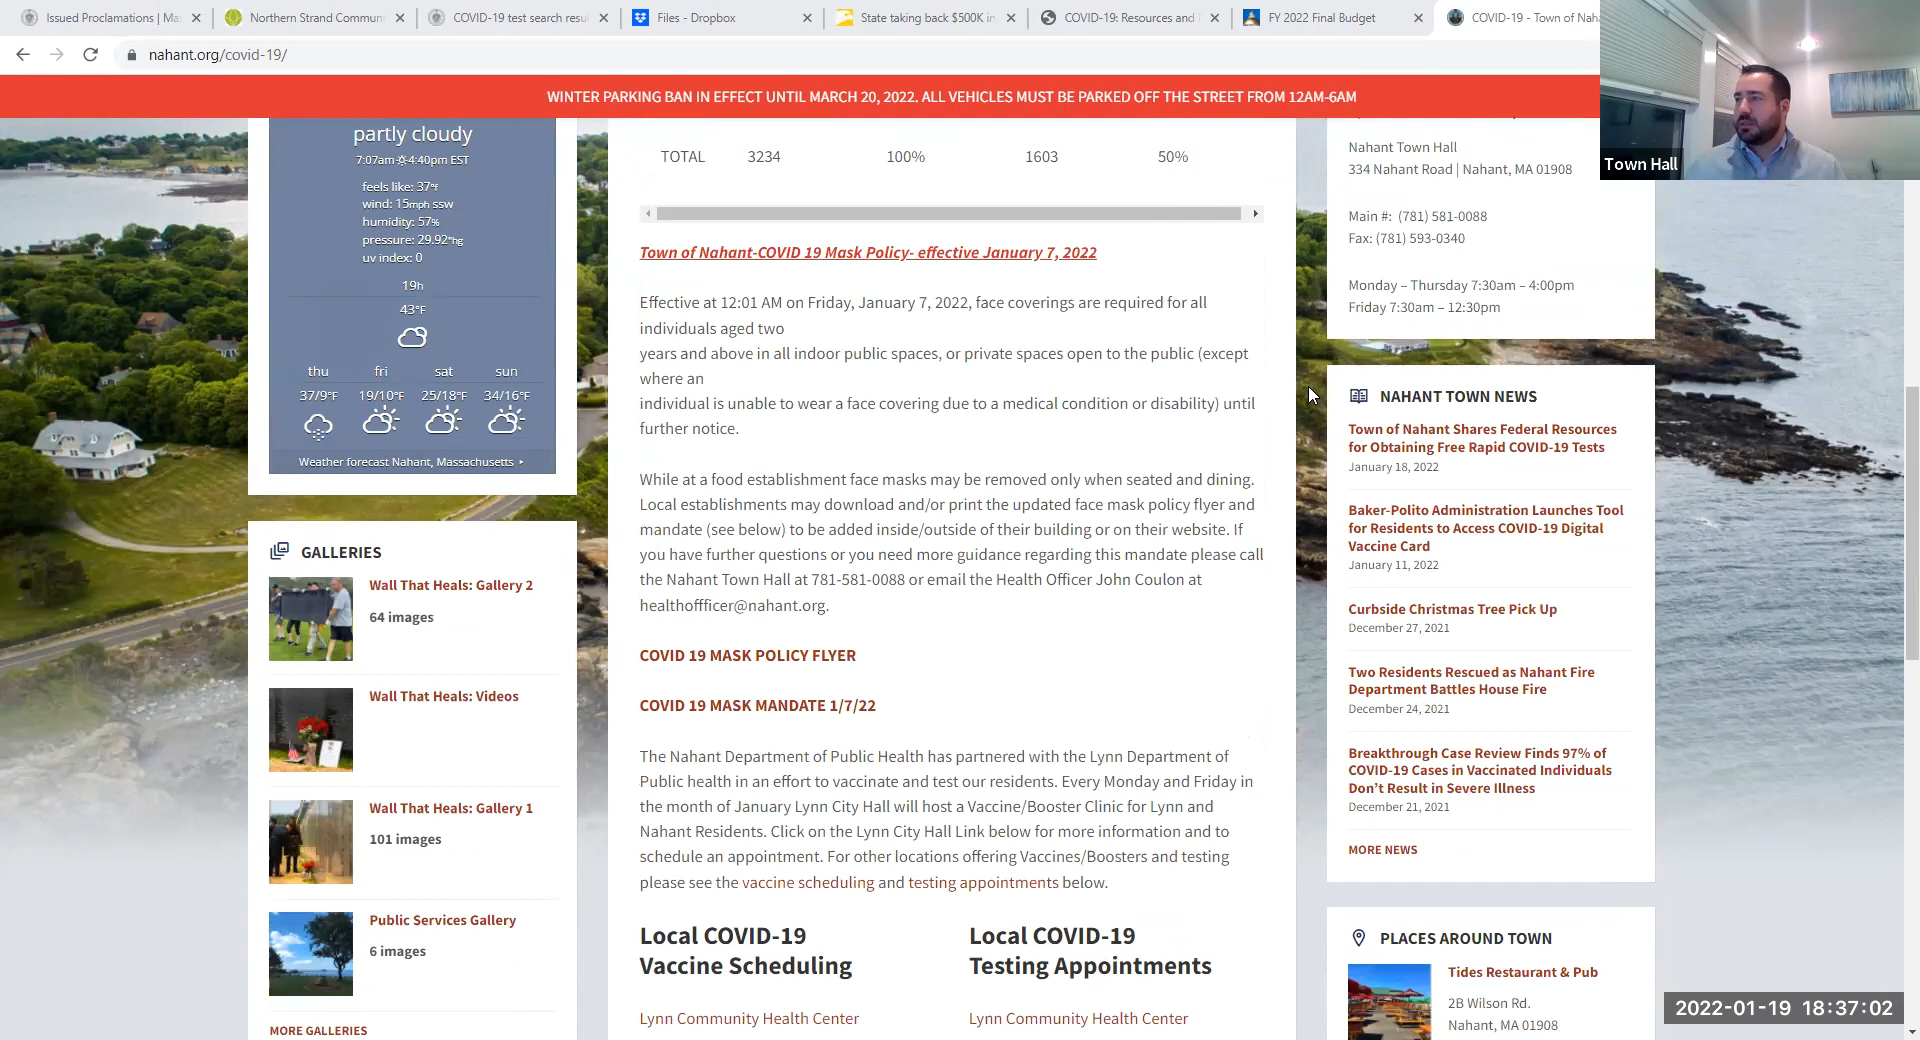 Issued Proclamations | Ma
Northern Strand Commun
COVID-19 test search resu
Files - Dropbox
State taking back $500K in
COVID-19: Resources and
FY 2022 Final Budget
COVID-19 - Town of Nah
nahant.org/covid-19/
WINTER PARKING BAN IN EFFECT UNTIL MARCH 20, 2022. ALL VEHICLES MUST BE PARKED OFF THE STREET FROM 12AM-6AM
Town Hall
partly cloudy
7:07am 4:40pm EST
feels like: 37°F
wind: 15mph ssw
humidity: 57%
pressure: 29.92"hg
uv index: 0
19h
43°F
thu fri sat sun
37/9°F 19/10°F 25/18°F 34/16°F
Weather forecast Nahant, Massachusetts ▸
GALLERIES
Wall That Heals: Gallery 2
64 images
Wall That Heals: Videos
Wall That Heals: Gallery 1
101 images
Public Services Gallery
6 images
MORE GALLERIES
TOTAL 3234 100% 1603 50%
Town of Nahant-COVID 19 Mask Policy- effective January 7, 2022
Effective at 12:01 AM on Friday, January 7, 2022, face coverings are required for all
individuals aged two
years and above in all indoor public spaces, or private spaces open to the public (except
where an
individual is unable to wear a face covering due to a medical condition or disability) until
further notice.
While at a food establishment face masks may be removed only when seated and dining.
Local establishments may download and/or print the updated face mask policy flyer and
mandate (see below) to be added inside/outside of their building or on their website. If
you have further questions or you need more guidance regarding this mandate please call
the Nahant Town Hall at 781-581-0088 or email the Health Officer John Coulon at
healthoffficer@nahant.org.
COVID 19 MASK POLICY FLYER
COVID 19 MASK MANDATE 1/7/22
The Nahant Department of Public Health has partnered with the Lynn Department of
Public health in an effort to vaccinate and test our residents. Every Monday and Friday in
the month of January Lynn City Hall will host a Vaccine/Booster Clinic for Lynn and
Nahant Residents. Click on the Lynn City Hall Link below for more information and to
schedule an appointment. For other locations offering Vaccines/Boosters and testing
please see the vaccine scheduling and testing appointments below.
Local COVID-19
Vaccine Scheduling
Lynn Community Health Center
Local COVID-19
Testing Appointments
Lynn Community Health Center
Nahant Town Hall
334 Nahant Road | Nahant, MA 01908
Main #: (781) 581-0088
Fax: (781) 593-0340
Monday – Thursday 7:30am – 4:00pm
Friday 7:30am – 12:30pm
NAHANT TOWN NEWS
Town of Nahant Shares Federal Resources
for Obtaining Free Rapid COVID-19 Tests
January 18, 2022
Baker-Polito Administration Launches Tool
for Residents to Access COVID-19 Digital
Vaccine Card
January 11, 2022
Curbside Christmas Tree Pick Up
December 27, 2021
Two Residents Rescued as Nahant Fire
Department Battles House Fire
December 24, 2021
Breakthrough Case Review Finds 97% of
COVID-19 Cases in Vaccinated Individuals
Don't Result in Severe Illness
December 21, 2021
MORE NEWS
PLACES AROUND TOWN
Tides Restaurant & Pub
2B Wilson Rd.
Nahant, MA 01908
2022-01-19 18:37:02